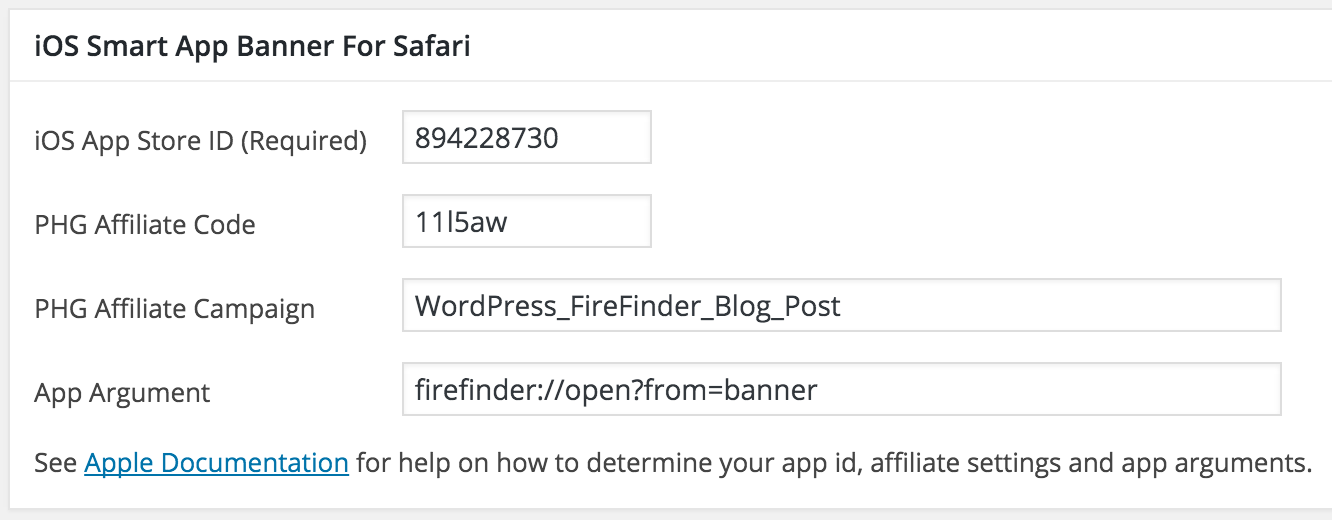 iOS Smart App Banner For Safari
iOS App Store ID (Required) 894228730
PHG Affiliate Code 11l5aw
PHG Affiliate Campaign WordPress_FireFinder_Blog_Post
App Argument firefinder://open?from=banner
See Apple Documentation for help on how to determine your app id, affiliate settings and app arguments.